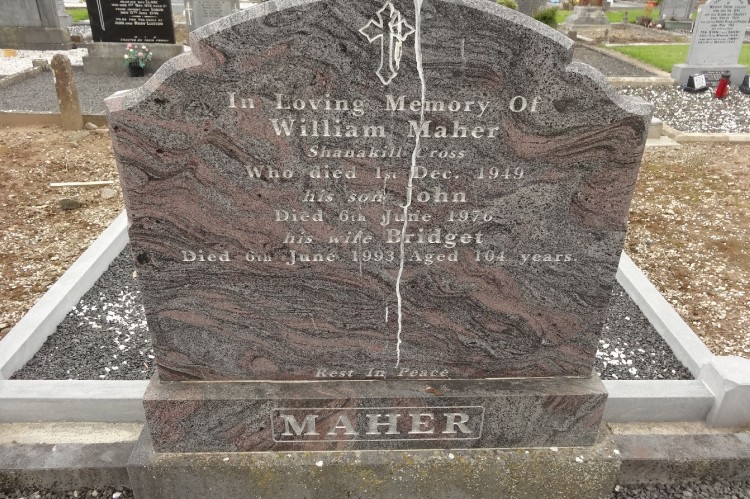 In Loving Memory Of
William Maher
Shanakill Cross
Who died 1st Dec. 1949
his son John
Died 6th June 1976
his wife Bridget
Died 6th June 1993 Aged 104 years.
Rest In Peace
MAHER